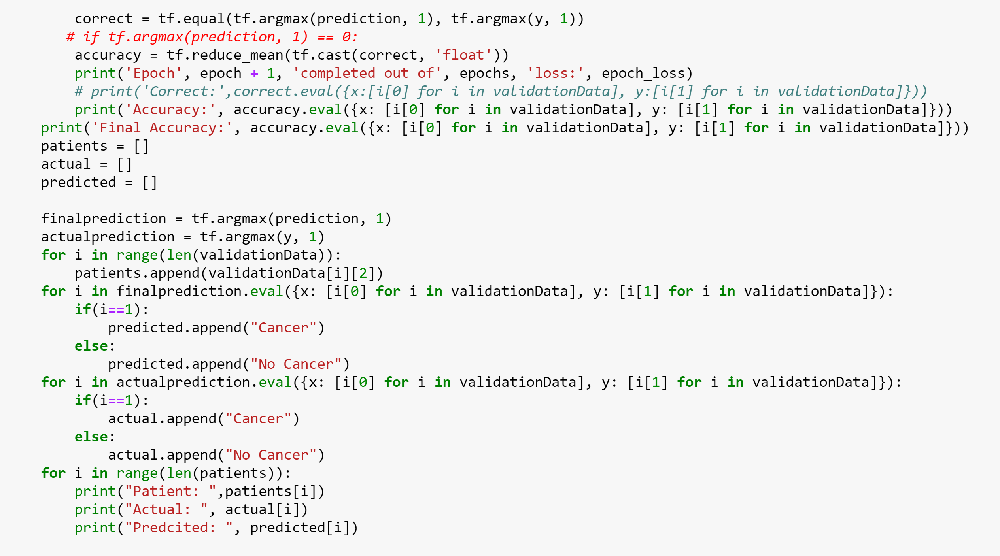 correct = tf.equal(tf.argmax(prediction, 1), tf.argmax(y, 1))
# if tf.argmax(prediction, 1) == 0:
accuracy = tf.reduce_mean(tf.cast(correct, 'float'))
print('Epoch', epoch + 1, 'completed out of', epochs, 'loss:', epoch_loss)
# print('Correct:',correct.eval({x:[i[0] for i in validationData], y:[i[1] for i in validationData]}))
print('Accuracy:', accuracy.eval({x: [i[0] for i in validationData], y: [i[1] for i in validationData]}))
print('Final Accuracy:', accuracy.eval({x: [i[0] for i in validationData], y: [i[1] for i in validationData]}))
patients = []
actual = []
predicted = []
finalprediction = tf.argmax(prediction, 1)
actualprediction = tf.argmax(y, 1)
for i in range(len(validationData)):
patients.append(validationData[i][2])
for i in finalprediction.eval({x: [i[0] for i in validationData], y: [i[1] for i in validationData]}):
if(i==1):
predicted.append("Cancer")
else:
predicted.append("No Cancer")
for i in actualprediction.eval({x: [i[0] for i in validationData], y: [i[1] for i in validationData]}):
if(i==1):
actual.append("Cancer")
else:
actual.append("No Cancer")
for i in range(len(patients)):
print("Patient: ",patients[i])
print("Actual: ", actual[i])
print("Predcited: ", predicted[i])